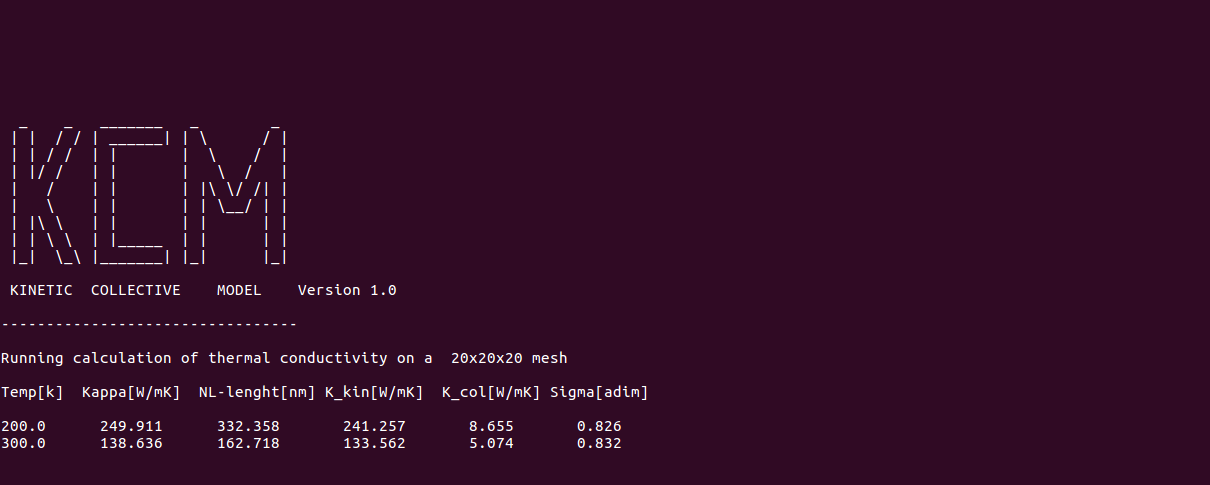 KCM
KINETIC  COLLECTIVE    MODEL    Version 1.0
---------------------------------
Running calculation of thermal conductivity on a  20x20x20 mesh
Temp[k]  Kappa[W/mK]  NL-lenght[nm] K_kin[W/mK]  K_col[W/mK] Sigma[adim]
200.0      249.911      332.358       241.257       8.655       0.826
300.0      138.636      162.718       133.562       5.074       0.832